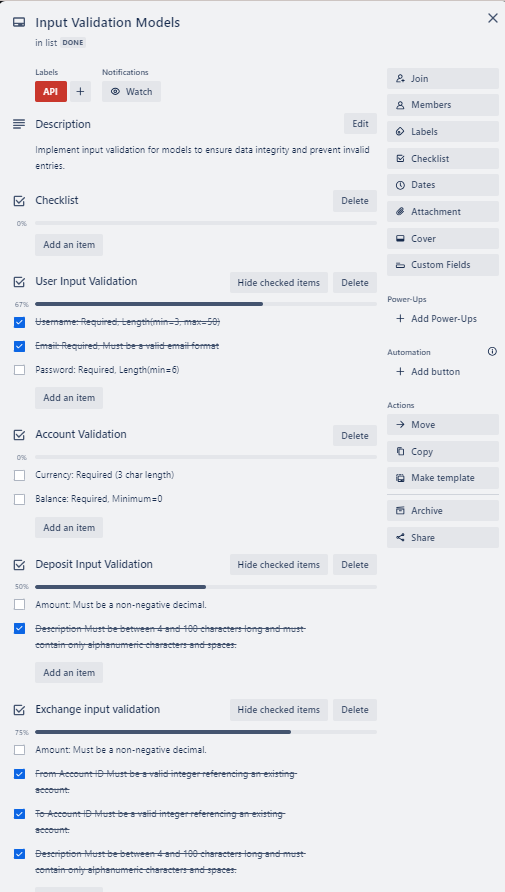 Input Validation Models
in list DONE
Labels
Notifications
API
Watch
Description
Edit
Implement input validation for models to ensure data integrity and prevent invalid
entries.
Checklist
Delete
0%
Add an item
User Input Validation
Hide checked items
Delete
67%
Username: Required, Length(min=3, max=50)
Email: Required, Must be a valid email format
Password: Required, Length(min=6)
Add an item
Account Validation
Delete
0%
Currency: Required (3 char length)
Balance: Required, Minimum=0
Add an item
Deposit Input Validation
Hide checked items
Delete
50%
Amount: Must be a non-negative decimal.
Description Must be between 4 and 100 characters long and must
contain only alphanumeric characters and spaces.
Add an item
Exchange input validation
Hide checked items
Delete
75%
Amount: Must be a non-negative decimal.
From Account ID Must be a valid integer referencing an existing
account.
To Account ID Must be a valid integer referencing an existing
account.
Description Must be between 4 and 100 characters long and must
contain only alphanumeric characters and spaces.
Join
Members
Labels
Checklist
Dates
Attachment
Cover
Custom Fields
Power-Ups
Add Power-Ups
Automation
Add button
Actions
Move
Copy
Make template
Archive
Share